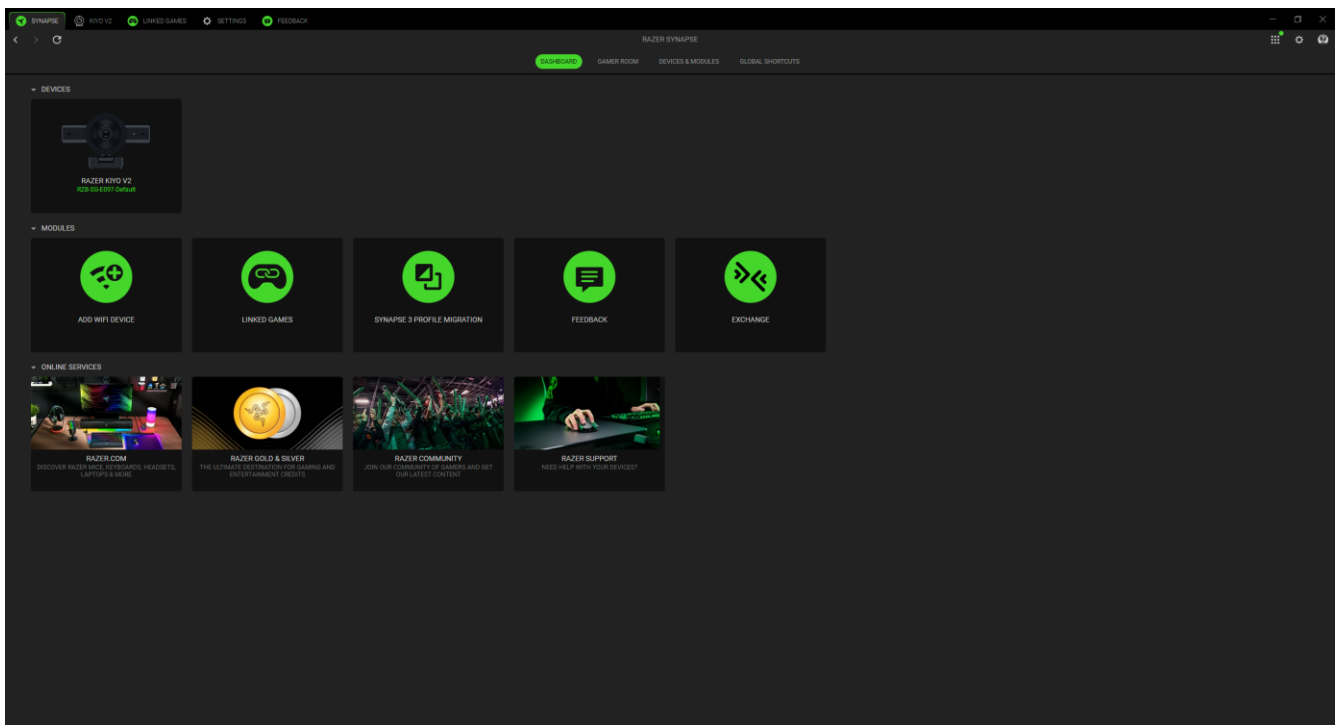 SYNAPSE
KIYO V2
LINKED GAMES
SETTINGS
FEEDBACK
RAZER SYNAPSE
DASHBOARD
GAMER ROOM
DEVICES & MODULES
GLOBAL SHORTCUTS
DEVICES
RAZER KIYO V2
RZB-SG-E097-Default
MODULES
ADD WIFI DEVICE
LINKED GAMES
SYNAPSE 3 PROFILE MIGRATION
FEEDBACK
EXCHANGE
ONLINE SERVICES
RAZER.COM
DISCOVER RAZER MICE, KEYBOARDS, HEADSETS,
LAPTOPS & MORE
RAZER GOLD & SILVER
THE ULTIMATE DESTINATION FOR GAMING AND
ENTERTAINMENT CREDITS
RAZER COMMUNITY
JOIN OUR COMMUNITY OF GAMERS AND GET
OUR LATEST CONTENT
RAZER SUPPORT
NEED HELP WITH YOUR DEVICES?